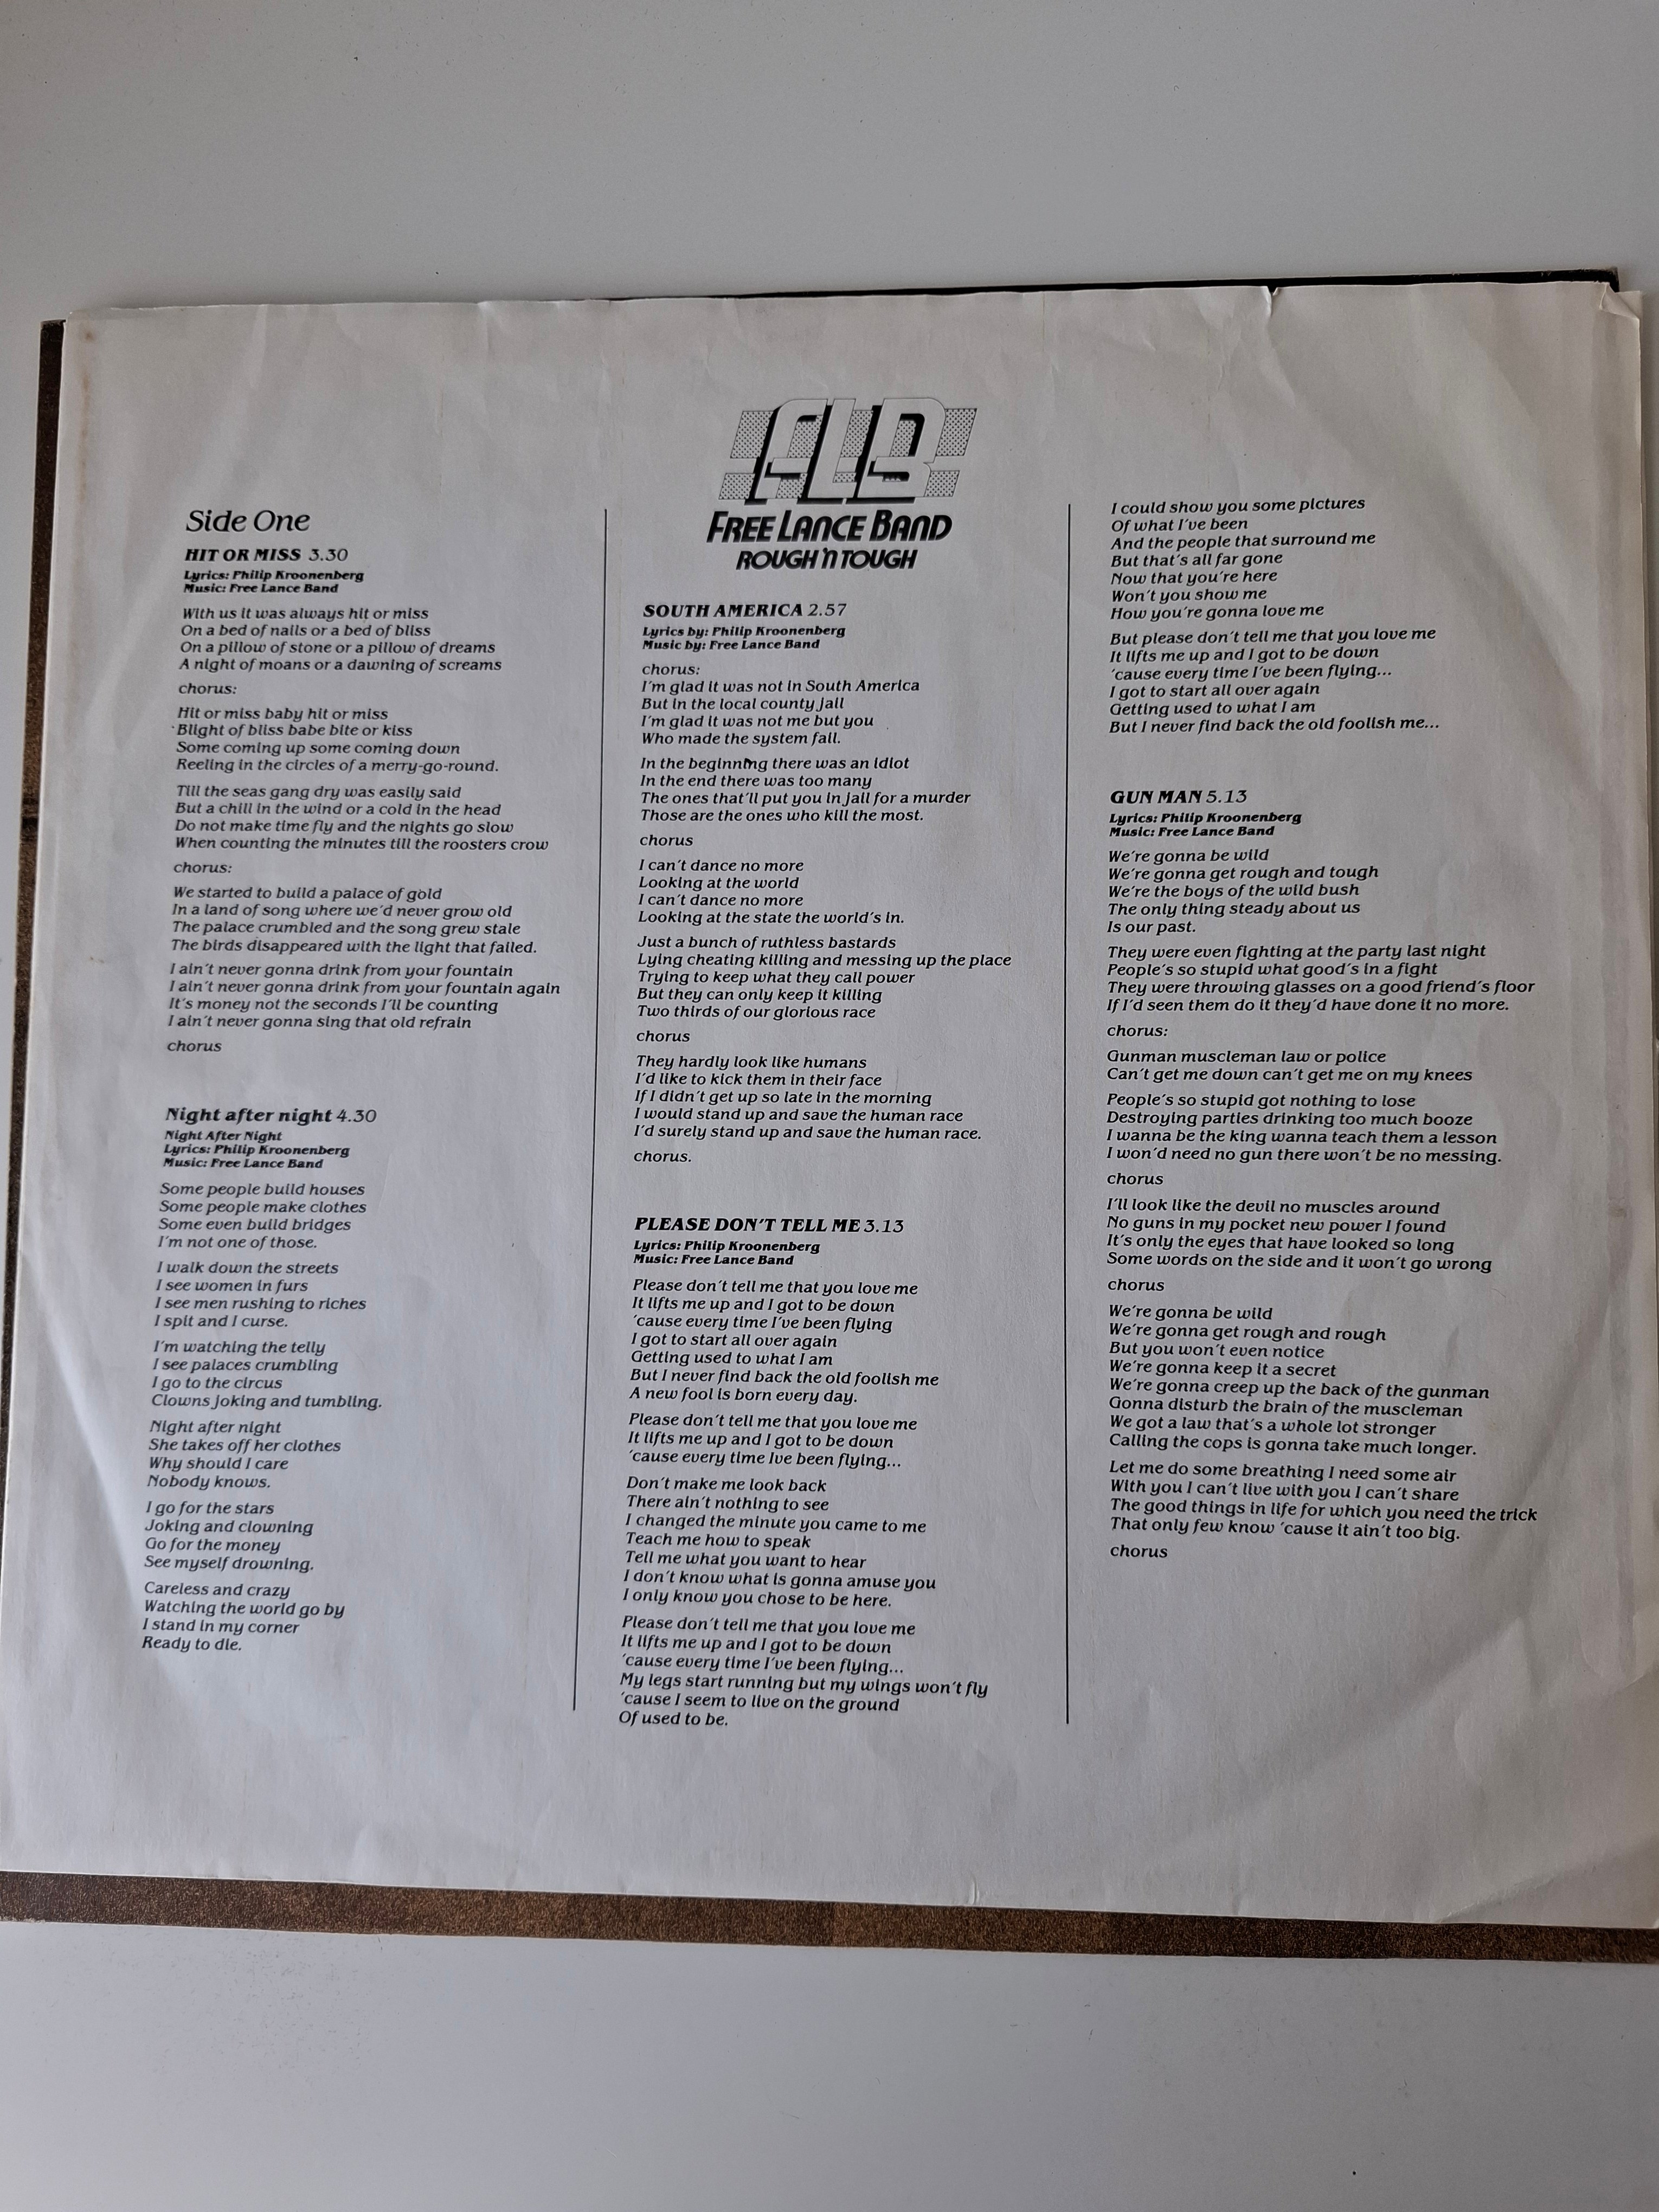 Side One
HIT OR MISS 3.30
Lyrics: Philip Kroonenberg
Music: Free Lance Band
With us it was always hit or miss
On a bed of nails or a bed of bliss
On a pillow of stone or a pillow of dreams
A night of moans or a dawning of screams
chorus:
Hit or miss baby hit or miss
Blight of bliss babe bite or kiss
Some coming up some coming down
Reeling in the circles of a merry-go-round.
Till the seas gang dry was easily said
But a chill in the wind or a cold in the head
Do not make time fly and the nights go slow
When counting the minutes till the roosters crow
chorus:
We started to build a palace of gold
In a land of song where we'd never grow old
The palace crumbled and the song grew stale
The birds disappeared with the light that failed.
I ain't never gonna drink from your fountain
I ain't never gonna drink from your fountain again
It's money not the seconds I'll be counting
I ain't never gonna sing that old refrain
chorus
Night after night 4.30
Night After Night
Lyrics: Philip Kroonenberg
Music: Free Lance Band
Some people build houses
Some people make clothes
Some even build bridges
I'm not one of those.
I walk down the streets
I see women in furs
I see men rushing to riches
I spit and I curse.
I'm watching the telly
I see palaces crumbling
I go to the circus
Clowns joking and tumbling.
Night after night
She takes off her clothes
Why should I care
Nobody knows.
I go for the stars
Joking and clowning
Go for the money
See myself drowning.
Careless and crazy
Watching the world go by
I stand in my corner
Ready to die.
FLB
FREE LANCE BAND
ROUGH 'N TOUGH
SOUTH AMERICA 2.57
Lyrics by: Philip Kroonenberg
Music by: Free Lance Band
chorus:
I'm glad it was not in South America
But in the local county jail
I'm glad it was not me but you
Who made the system fail.
In the beginning there was an idiot
In the end there was too many
The ones that'll put you in jail for a murder
Those are the ones who kill the most.
chorus
I can't dance no more
Looking at the world
I can't dance no more
Looking at the state the world's in.
Just a bunch of ruthless bastards
Lying cheating killing and messing up the place
Trying to keep what they call power
But they can only keep it killing
Two thirds of our glorious race
chorus
They hardly look like humans
I'd like to kick them in their face
If I didn't get up so late in the morning
I would stand up and save the human race
I'd surely stand up and save the human race.
chorus.
PLEASE DON'T TELL ME 3.13
Lyrics: Philip Kroonenberg
Music: Free Lance Band
Please don't tell me that you love me
It lifts me up and I got to be down
'cause every time I've been flying
I got to start all over again
Getting used to what I am
But I never find back the old foolish me
A new fool is born every day.
Please don't tell me that you love me
It lifts me up and I got to be down
'cause every time Ive been flying...
Don't make me look back
There ain't nothing to see
I changed the minute you came to me
Teach me how to speak
Tell me what you want to hear
I don't know what is gonna amuse you
I only know you chose to be here.
Please don't tell me that you love me
It lifts me up and I got to be down
'cause every time I've been flying...
My legs start running but my wings won't fly
'cause I seem to live on the ground
Of used to be.
I could show you some pictures
Of what I've been
And the people that surround me
But that's all far gone
Now that you're here
Won't you show me
How you're gonna love me
But please don't tell me that you love me
It lifts me up and I got to be down
'cause every time I've been flying...
I got to start all over again
Getting used to what I am
But I never find back the old foolish me...
GUN MAN 5.13
Lyrics: Philip Kroonenberg
Music: Free Lance Band
We're gonna be wild
We're gonna get rough and tough
We're the boys of the wild bush
The only thing steady about us
Is our past.
They were even fighting at the party last night
People's so stupid what good's in a fight
They were throwing glasses on a good friend's floor
If I'd seen them do it they'd have done it no more.
chorus:
Gunman muscleman law or police
Can't get me down can't get me on my knees
People's so stupid got nothing to lose
Destroying parties drinking too much booze
I wanna be the king wanna teach them a lesson
I won'd need no gun there won't be no messing.
chorus
I'll look like the devil no muscles around
No guns in my pocket new power I found
It's only the eyes that have looked so long
Some words on the side and it won't go wrong
chorus
We're gonna be wild
We're gonna get rough and rough
But you won't even notice
We're gonna keep it a secret
We're gonna creep up the back of the gunman
Gonna disturb the brain of the muscleman
We got a law that's a whole lot stronger
Calling the cops is gonna take much longer.
Let me do some breathing I need some air
With you I can't live with you I can't share
The good things in life for which you need the trick
That only few know 'cause it ain't too big.
chorus